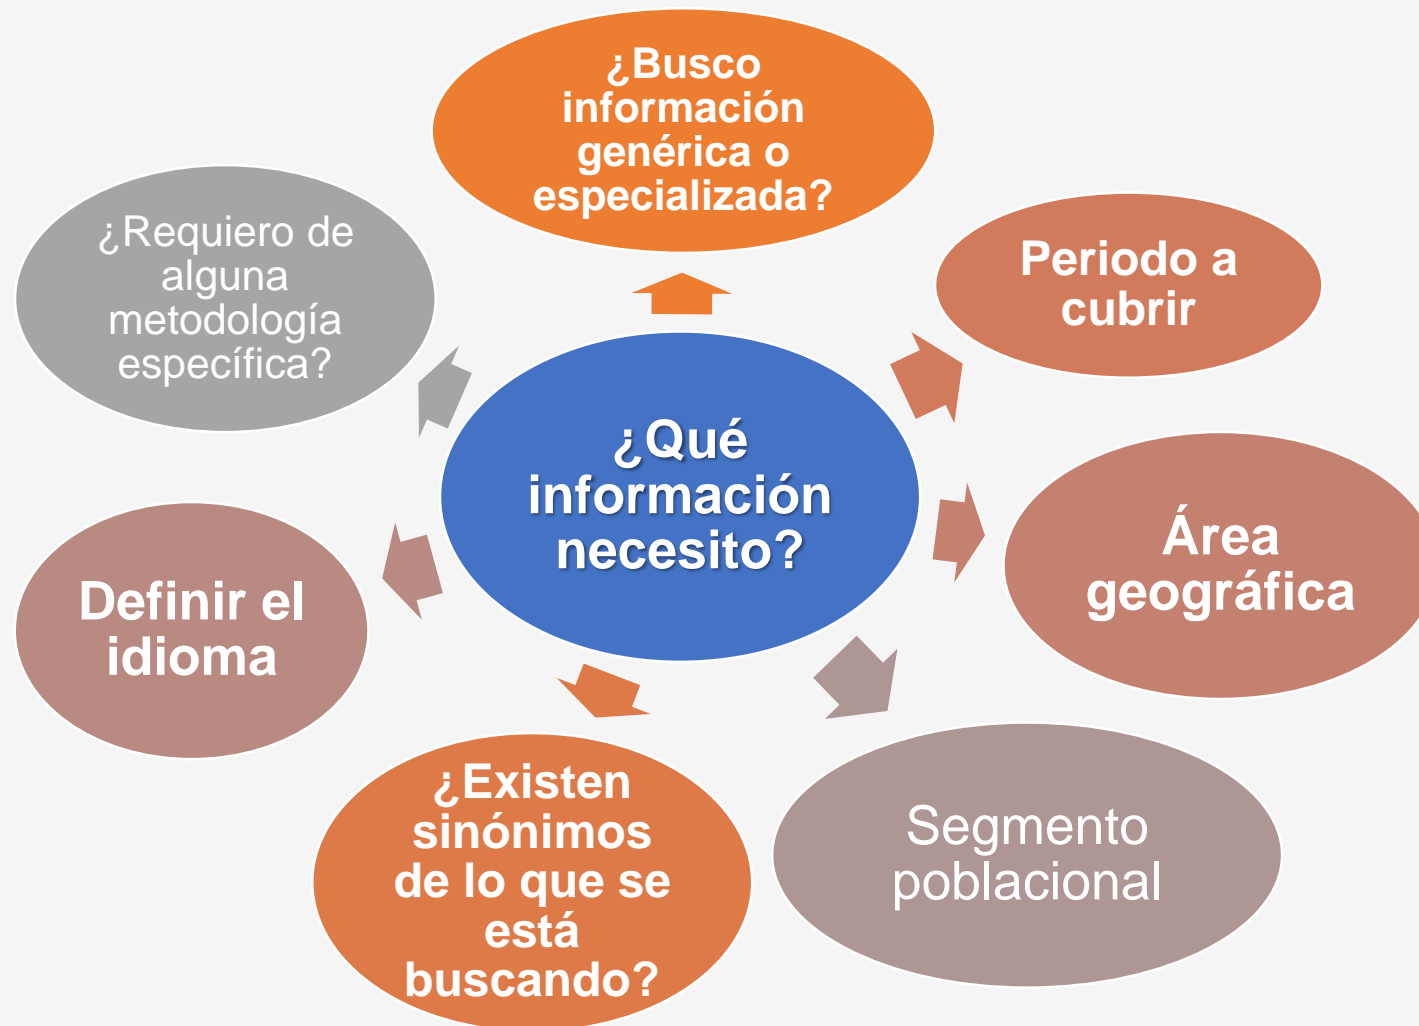 ¿Busco
información
genérica o
especializada?
Periodo a
cubrir
Área
geográfica
Segmento
poblacional
¿Existen
sinónimos
de lo que se
está
buscando?
Definir el
idioma
¿Requiero de
alguna
metodología
específica?
¿Qué
información
necesito?